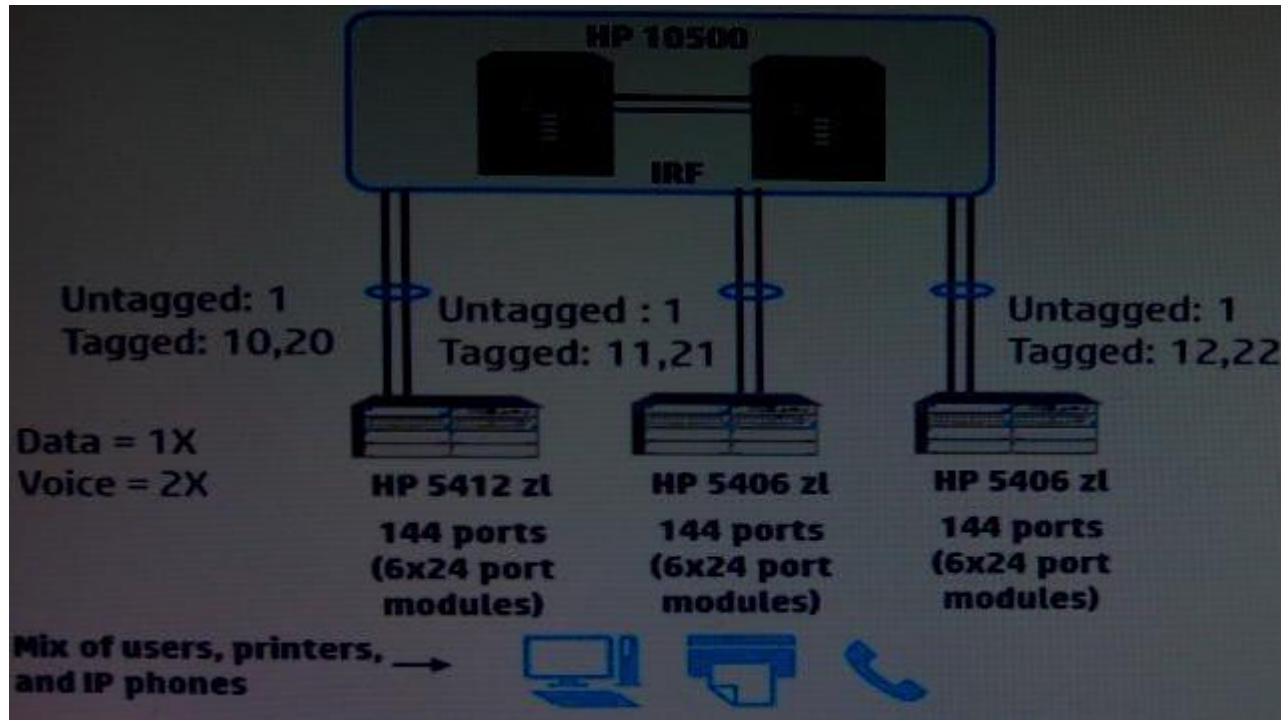 HP 10500
IRF
Untagged: 1
Tagged: 10,20
Untagged : 1
Tagged: 11,21
Untagged: 1
Tagged: 12,22
Data = 1X
Voice = 2X
HP 5412 zl
144 ports
(6x24 port
modules)
HP 5406 zl
144 ports
(6x24 port
modules)
HP 5406 zl
144 ports
(6x24 port
modules)
Mix of users, printers,
and IP phones